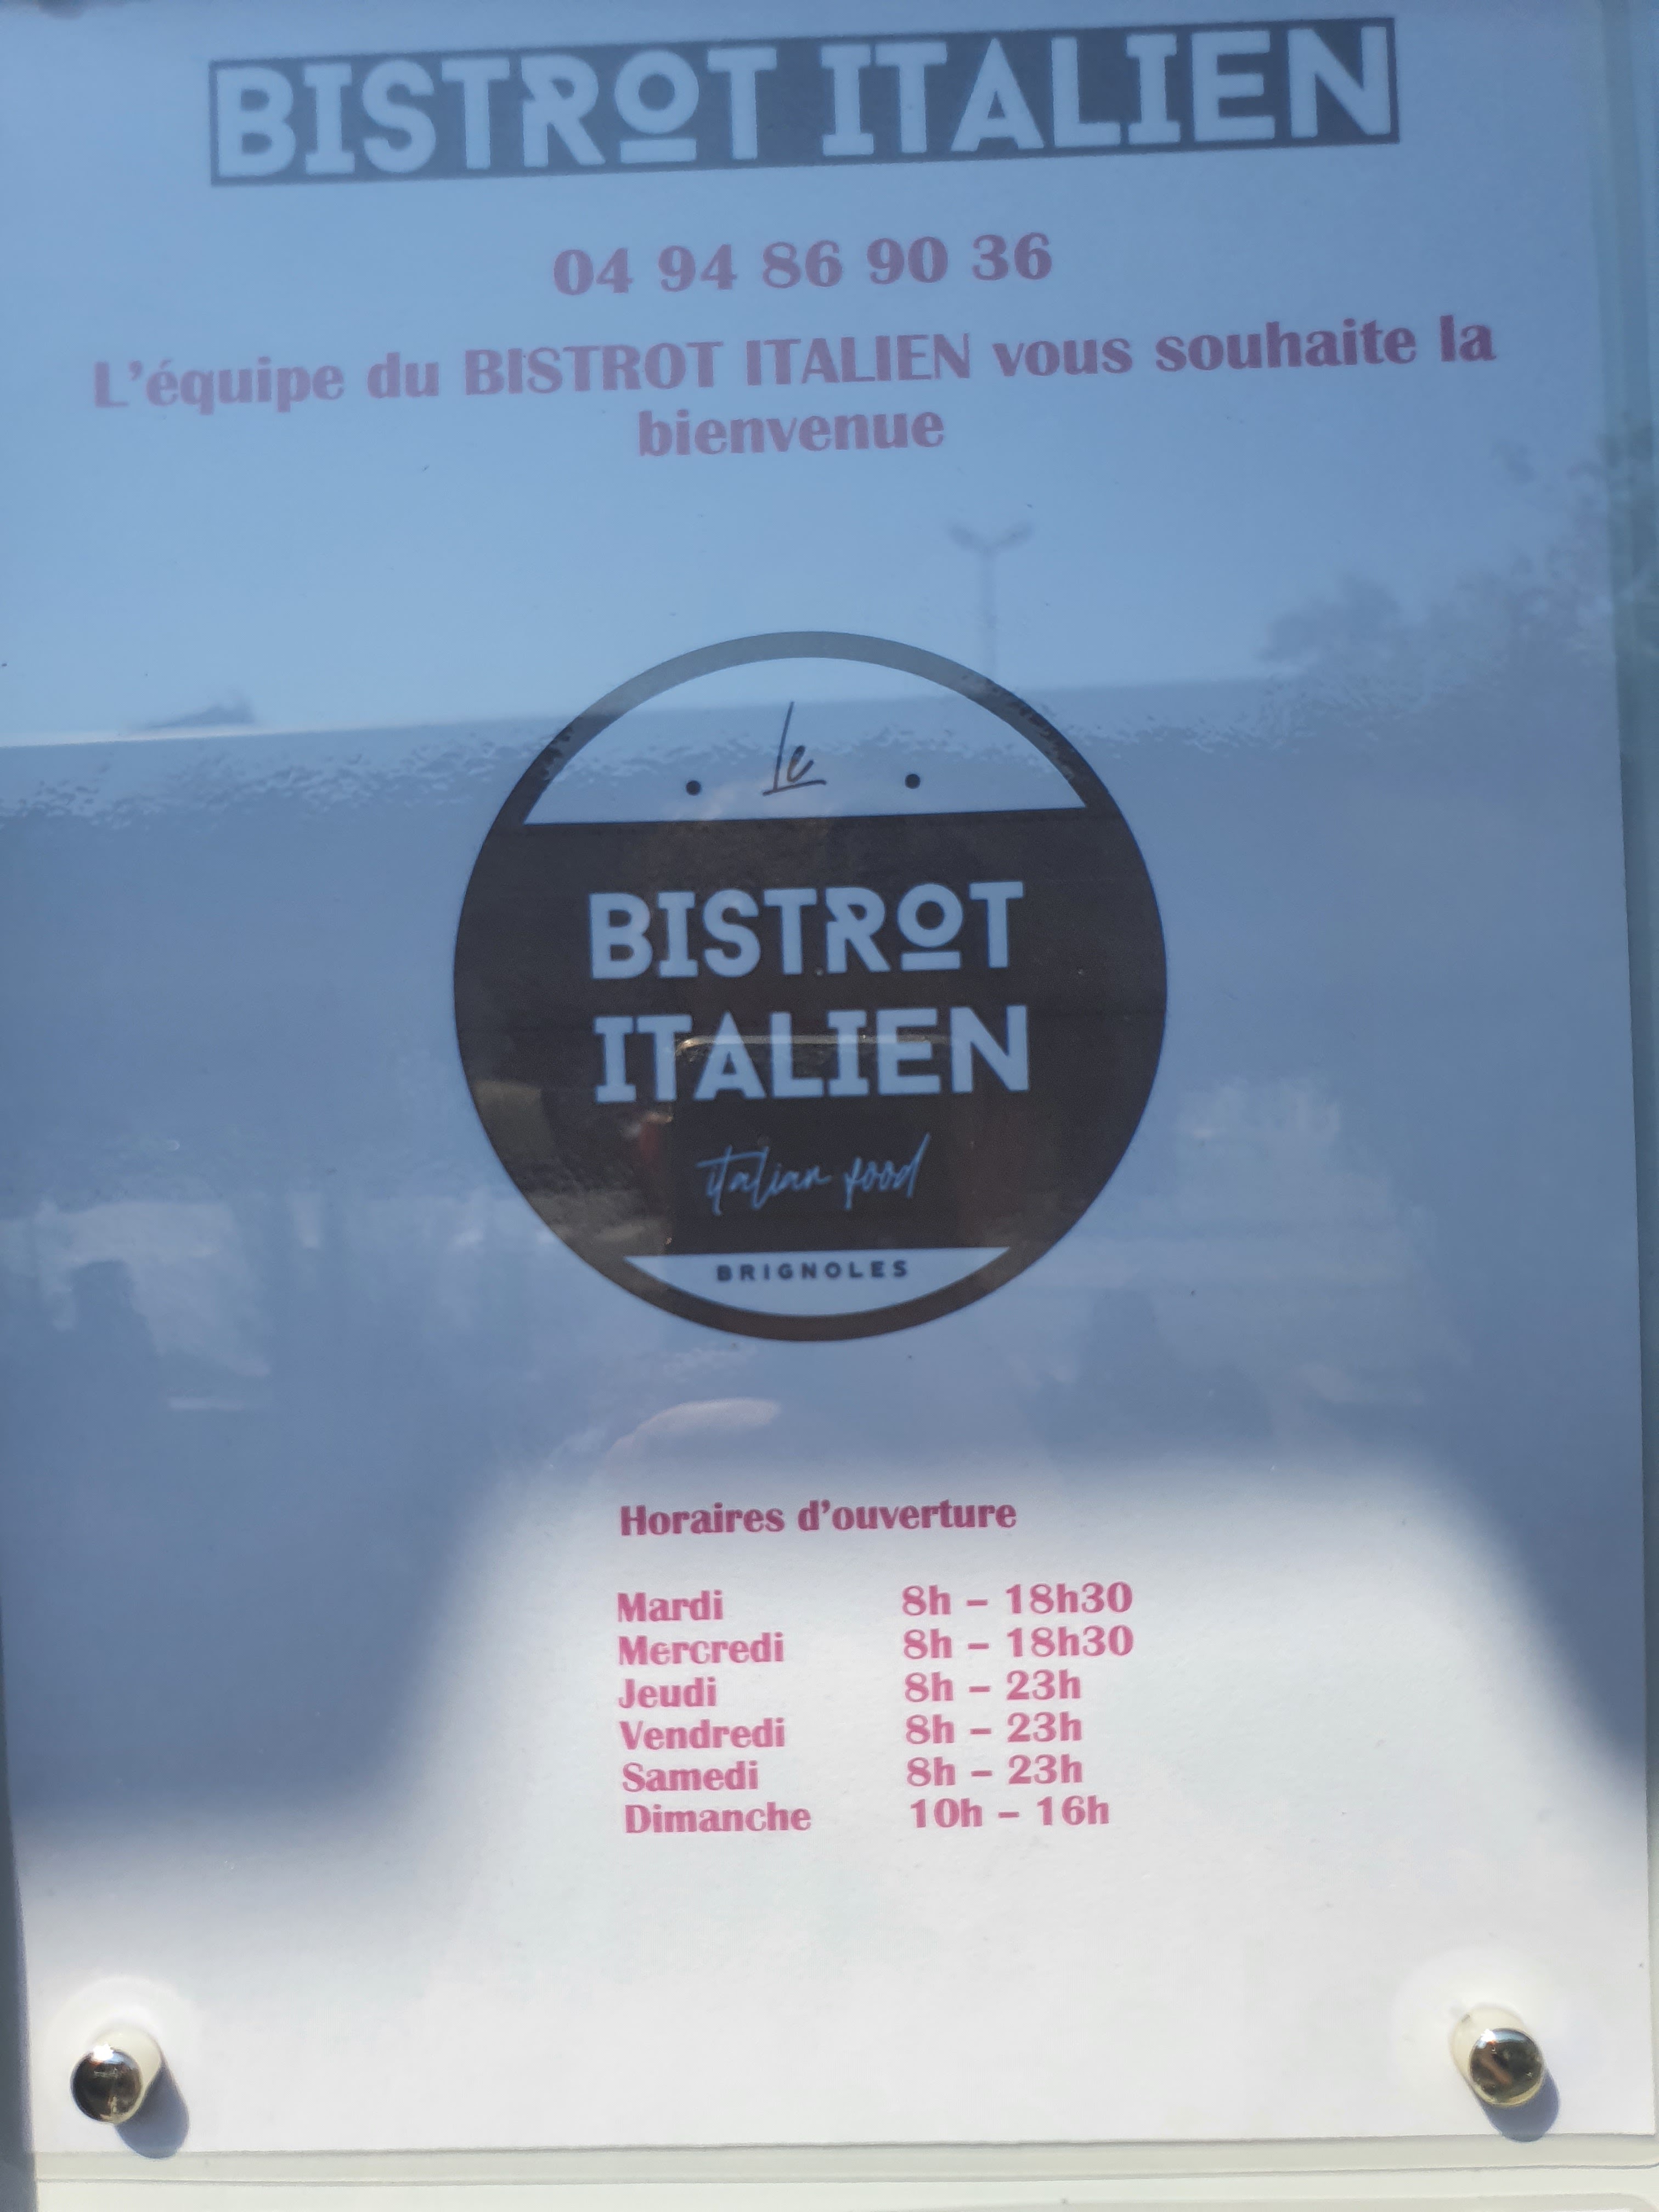 BISTROT ITALIEN
04 94 86 90 36
L'équipe du BISTROT ITALIEN vous souhaite la
bienvenue
Le
BISTROT
ITALIEN
italian food
BRIGNOLES
Horaires d'ouverture
Mardi 8h – 18h30
Mercredi 8h – 18h30
Jeudi 8h – 23h
Vendredi 8h – 23h
Samedi 8h – 23h
Dimanche 10h – 16h